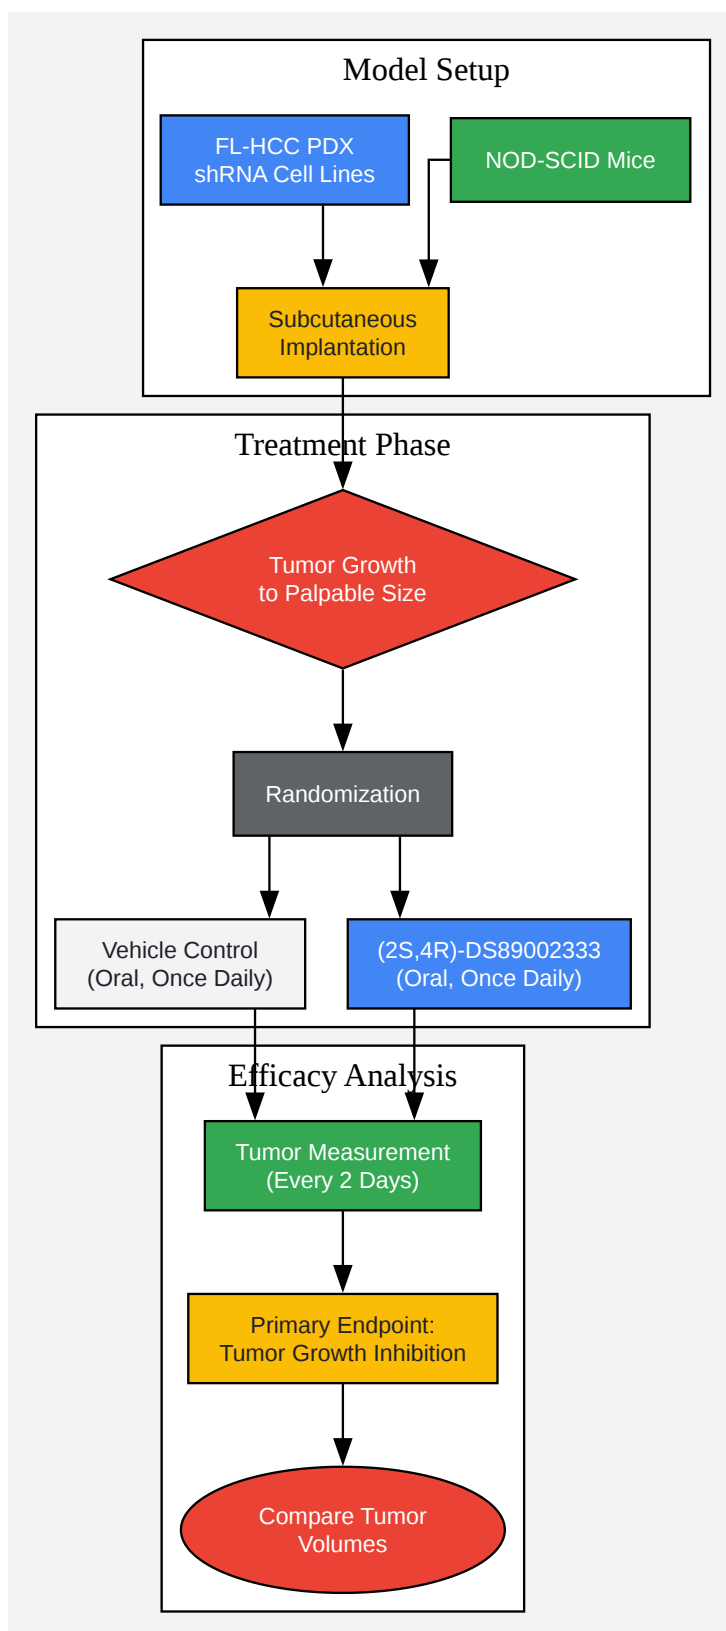 Model Setup
FL-HCC PDX
shRNA Cell Lines
NOD-SCID Mice
Subcutaneous
Implantation
Treatment Phase
Tumor Growth
to Palpable Size
Randomization
Vehicle Control
(Oral, Once Daily)
(2S,4R)-DS89002333
(Oral, Once Daily)
Efficacy Analysis
Tumor Measurement
(Every 2 Days)
Primary Endpoint:
Tumor Growth Inhibition
Compare Tumor
Volumes